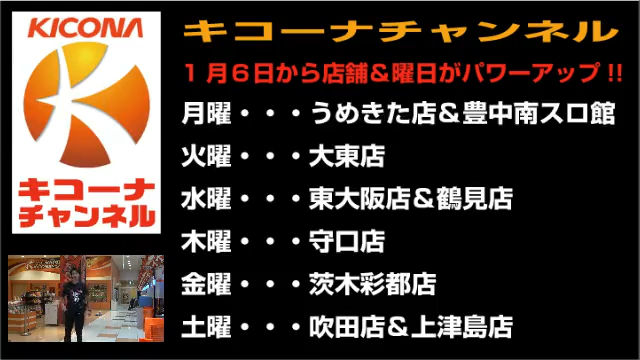 KICONA
キコーナ
チャンネル
キコーナチャンネル
1月6日から店舗&曜日がパワーアップ!!
月曜・・・うめきた店&豊中南スロ館
火曜・・・大東店
水曜・・・東大阪店&鶴見店
木曜・・・守口店
金曜・・・茨木彩都店
土曜・・・吹田店&上津島店